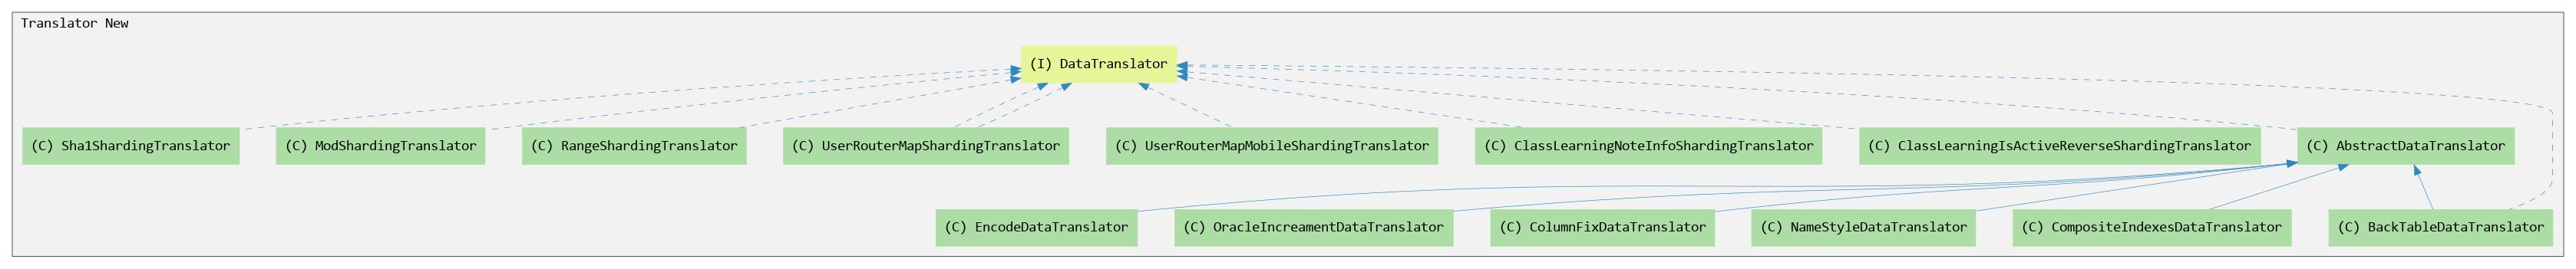 Translator New
(I) DataTranslator
(C) Sha1ShardingTranslator
(C) ModShardingTranslator
(C) RangeShardingTranslator
(C) UserRouterMapShardingTranslator
(C) UserRouterMapMobileShardingTranslator
(C) ClassLearningNoteInfoShardingTranslator
(C) ClassLearningIsActiveReverseShardingTranslator
(C) AbstractDataTranslator
(C) EncodeDataTranslator
(C) OracleIncreamentDataTranslator
(C) ColumnFixDataTranslator
(C) NameStyleDataTranslator
(C) CompositeIndexesDataTranslator
(C) BackTableDataTranslator